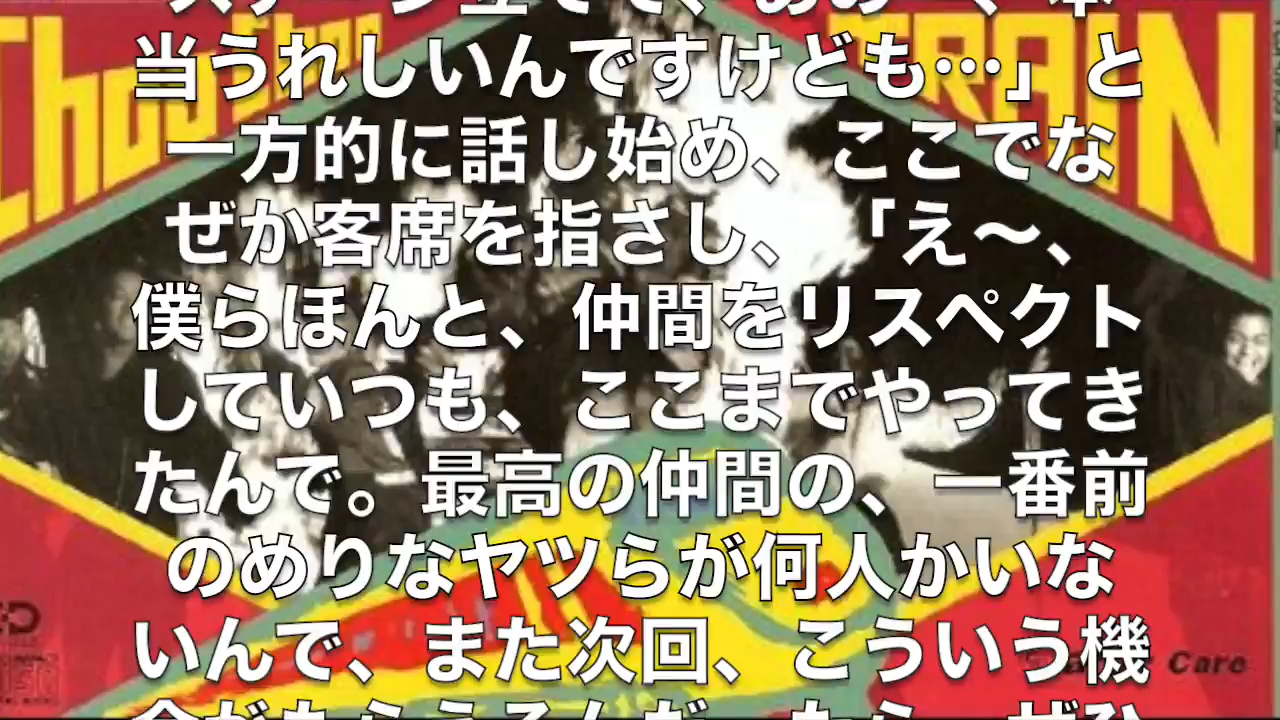 Choo Choo TRAIN
当うれしいんですけども…」と
一方的に話し始め、ここでな
ぜか客席を指さし、「え〜、
僕らほんと、仲間をリスペクト
していつも、ここまでやってき
たんで。最高の仲間の、一番前
のめりなヤツらが何人かいな
いんで、また次回、こういう機
Care